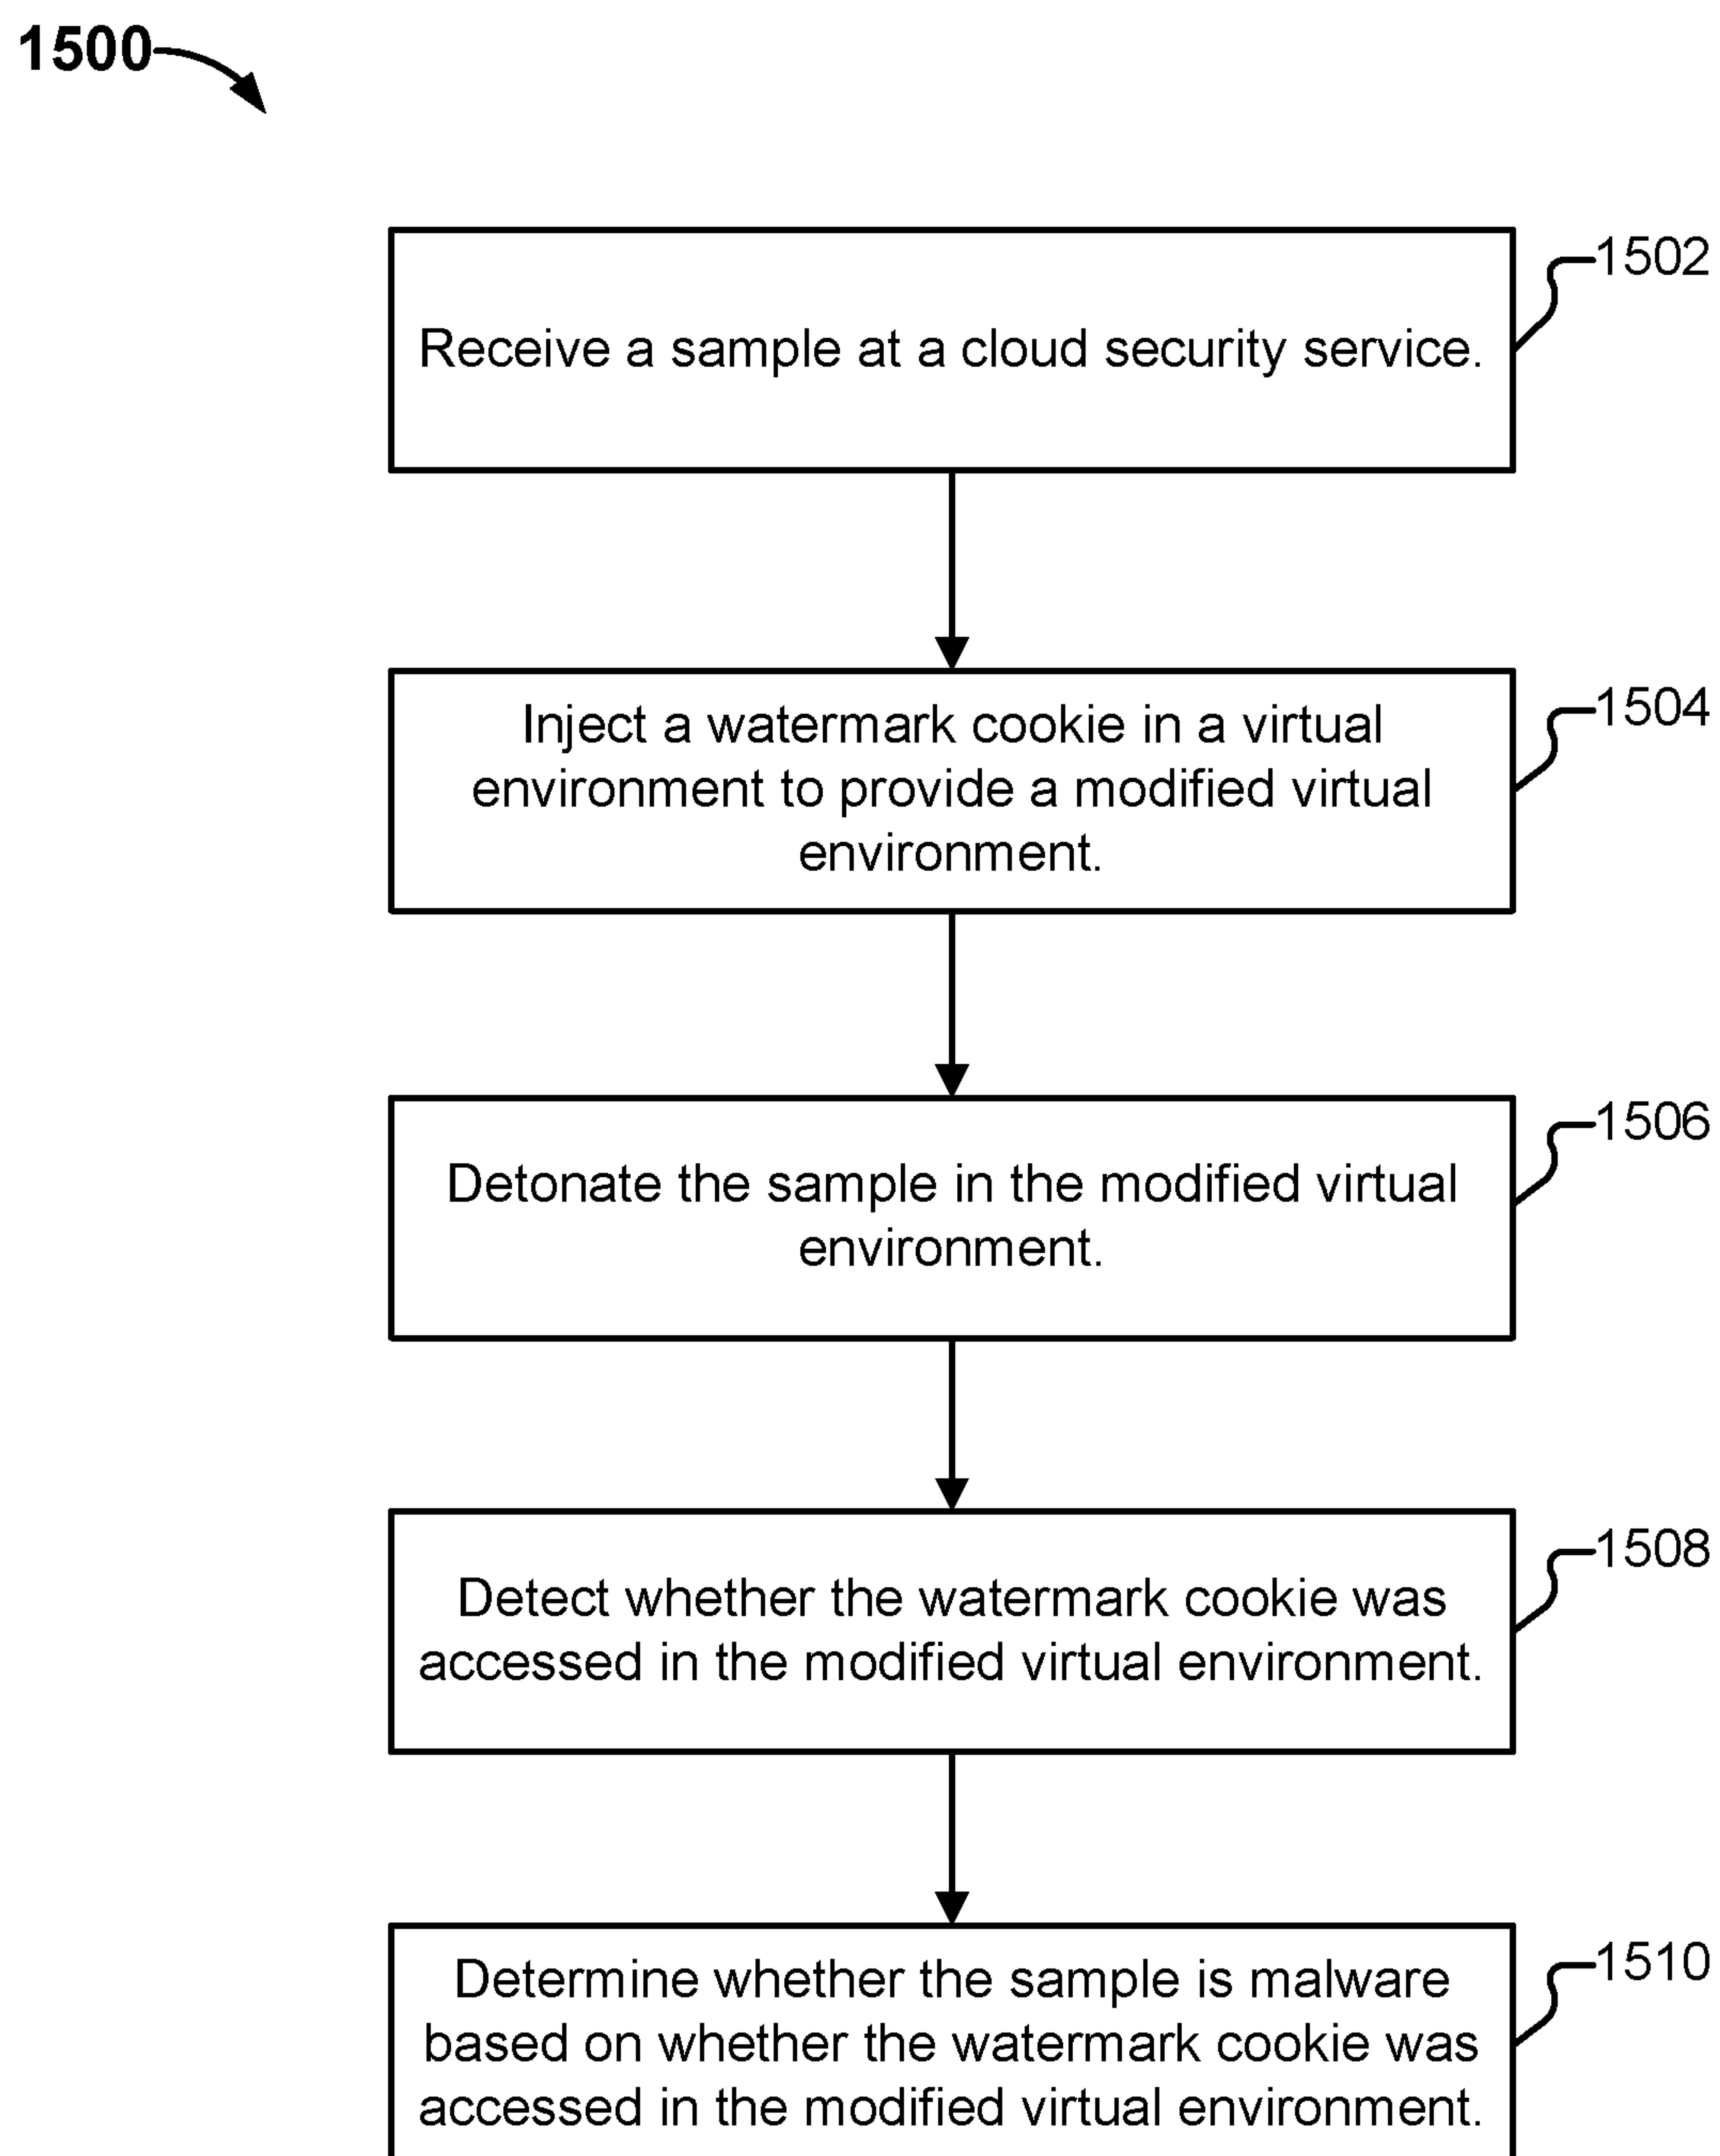 1500
1502
Receive a sample at a cloud security service.
1504
Inject a watermark cookie in a virtual
environment to provide a modified virtual
environment.
1506
Detonate the sample in the modified virtual
environment.
1508
Detect whether the watermark cookie was
accessed in the modified virtual environment.
1510
Determine whether the sample is malware
based on whether the watermark cookie was
accessed in the modified virtual environment.